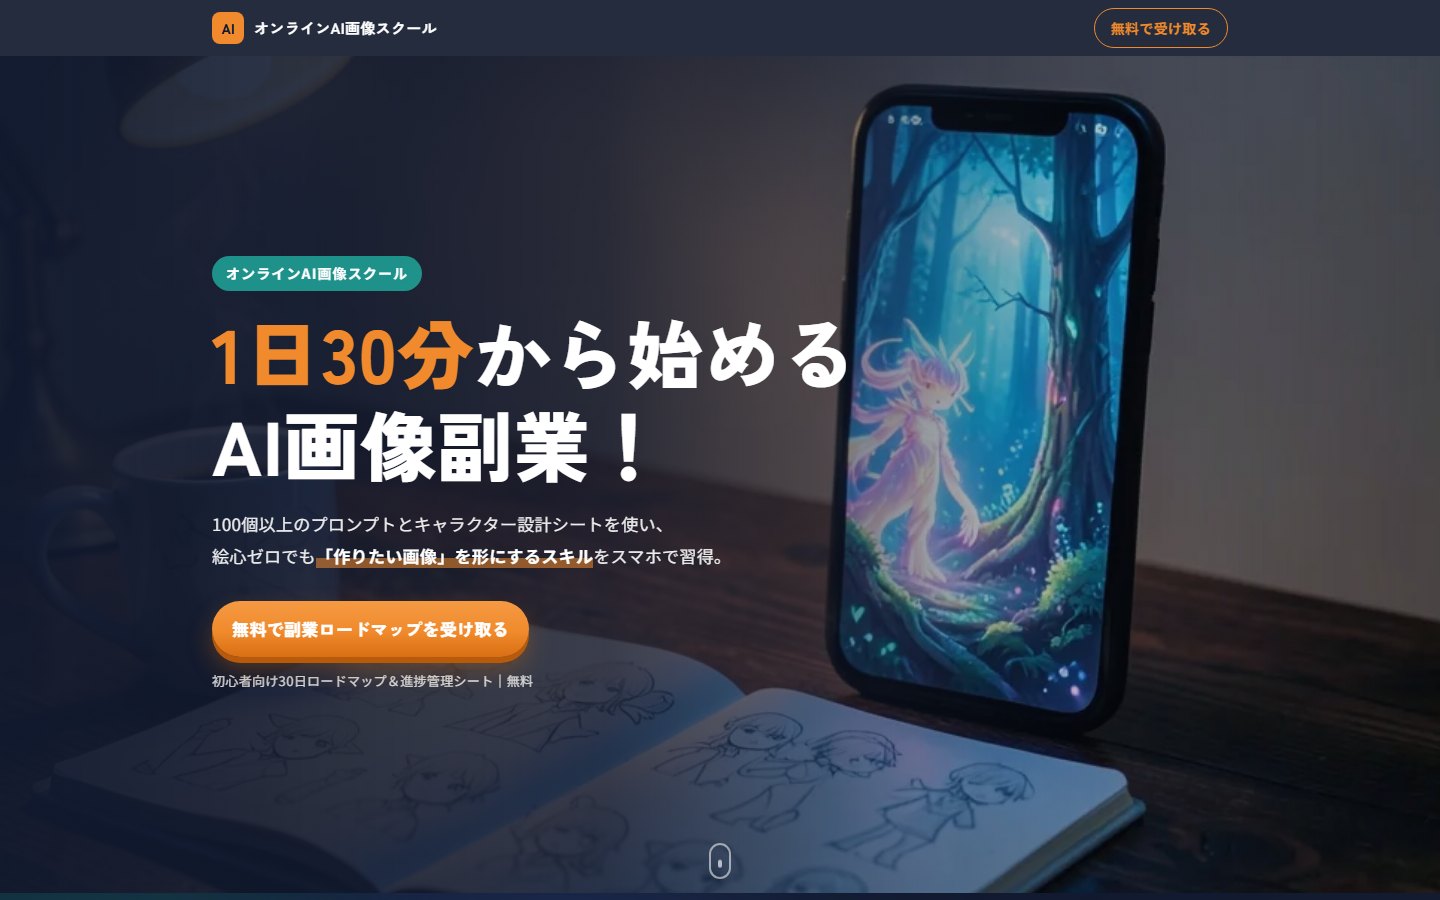 AI オンラインAI画像スクール
無料で受け取る
オンラインAI画像スクール
1日30分から始める
AI画像副業！
100個以上のプロンプトとキャラクター設計シートを使い、
絵心ゼロでも「作りたい画像」を形にするスキルをスマホで習得。
無料で副業ロードマップを受け取る
初心者向け30日ロードマップ＆進捗管理シート｜無料